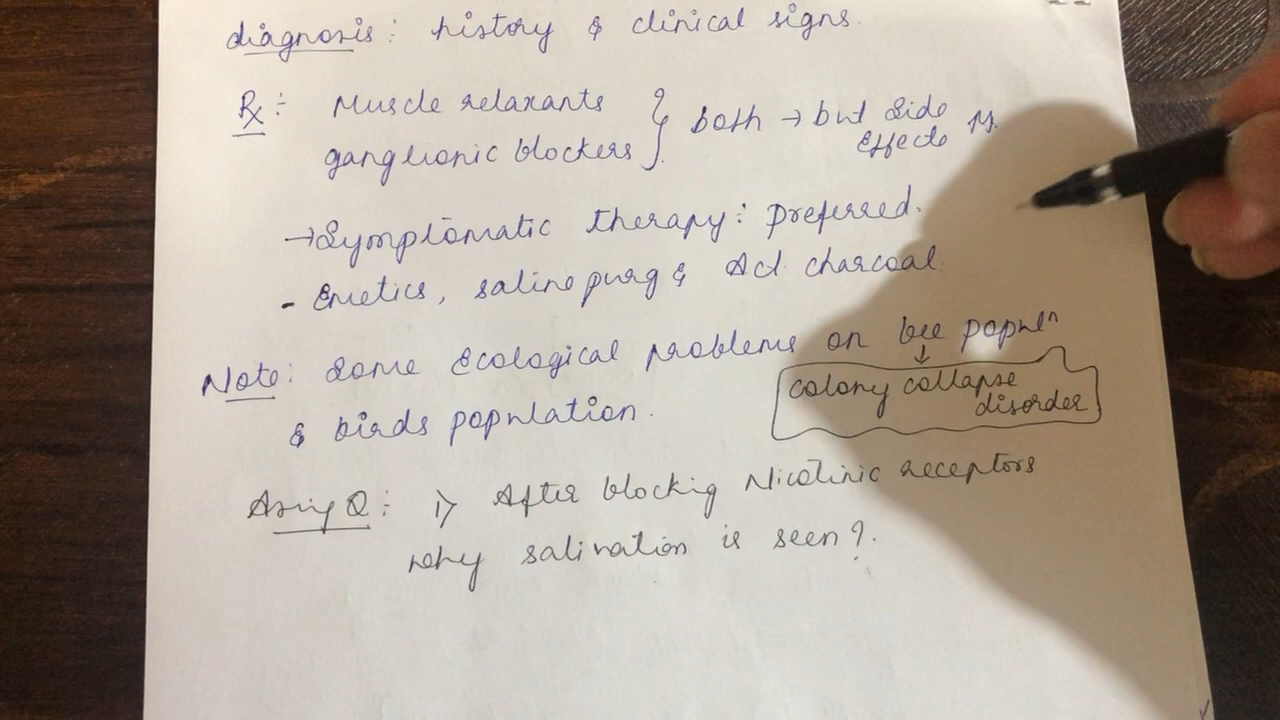 diagnosis: history & clinical signs.
Rx:- Muscle relaxants
ganglionic blockers } both → but side effects ↑↑.
→ Symptomatic therapy: preferred.
- Emetics, saline purg & Act. charcoal.
Note: Some Ecological problems on bee populn
↓
colony collapse
disorder
& birds population.
Asing Q: 1) After blocking Nicotinic receptors
why salivation is seen?